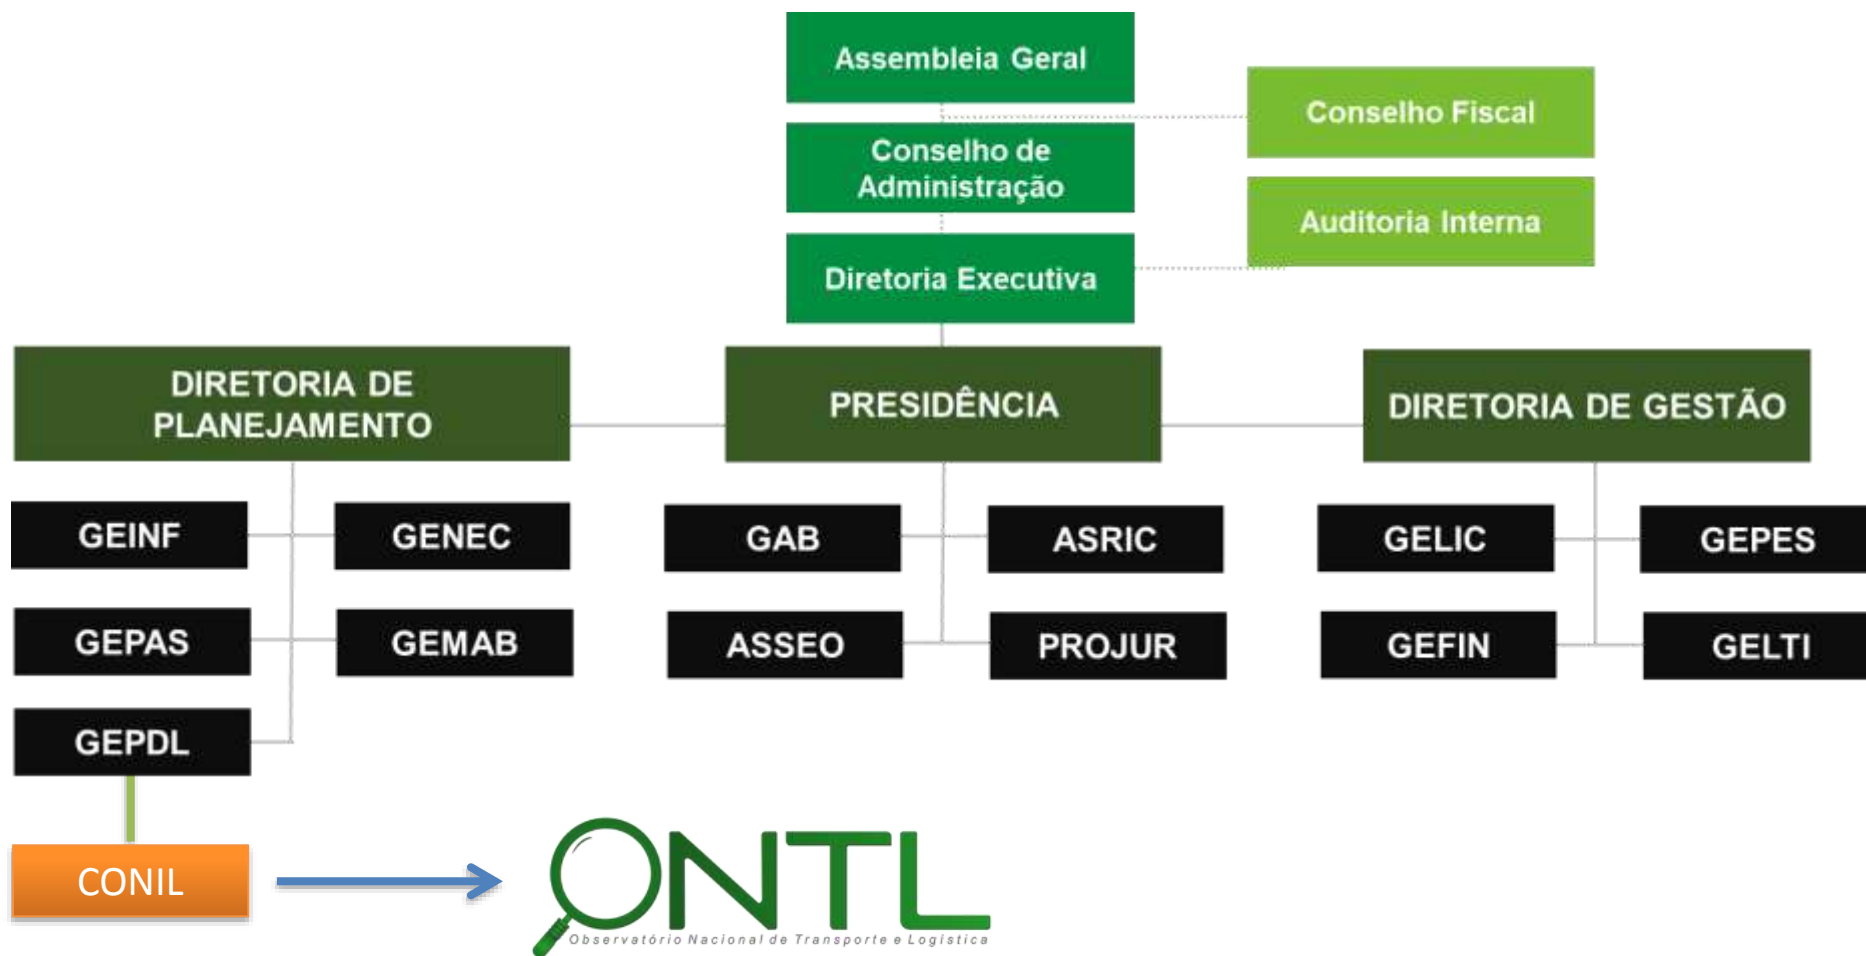 Assembleia Geral
Conselho Fiscal
Conselho de
Administração
Auditoria Interna
Diretoria Executiva
DIRETORIA DE
PLANEJAMENTO
PRESIDÊNCIA
DIRETORIA DE GESTÃO
GEINF
GENEC
GAB
ASRIC
GELIC
GEPES
GEPAS
GEMAB
ASSEO
PROJUR
GEFIN
GELTI
GEPDL
CONIL
ONTL
Observatório Nacional de Transporte e Logística